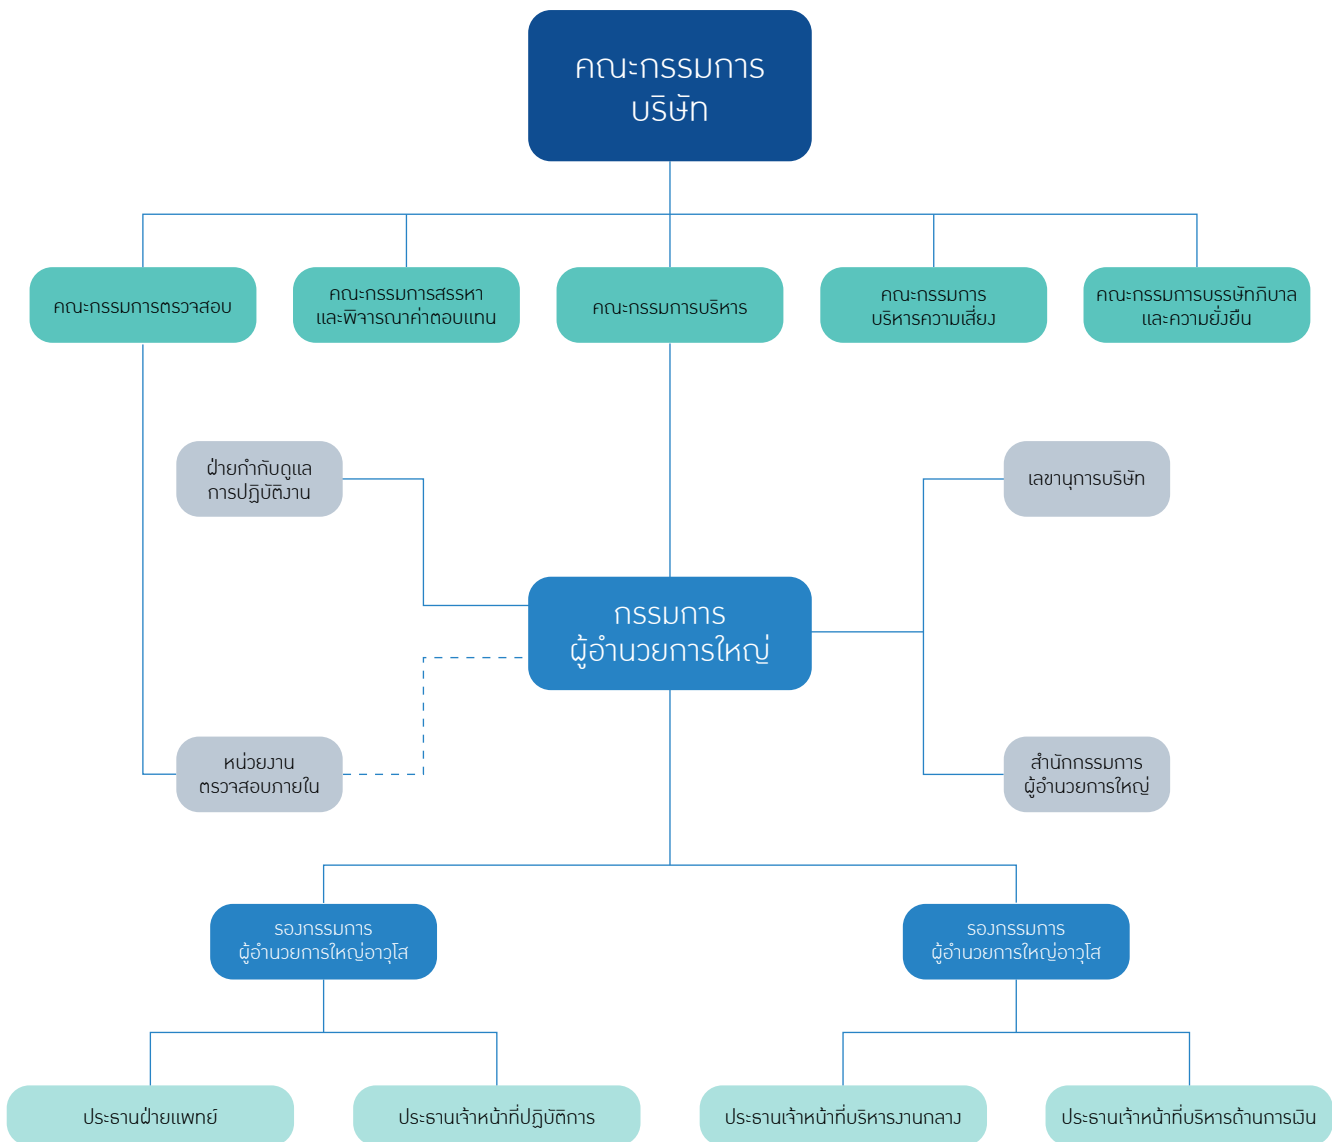 คณะกรรมการ
บริษัท
คณะกรรมการตรวจสอบ
คณะกรรมการสรรหา
และพิจารณาค่าตอบแทน
คณะกรรมการบริหาร
คณะกรรมการ
บริหารความเสี่ยง
คณะกรรมการบรรษัทภิบาล
และความยั่งยืน
ฝ่ายกำกับดูแล
การปฏิบัติงาน
เลขานุการบริษัท
กรรมการ
ผู้อำนวยการใหญ่
หน่วยงาน
ตรวจสอบภายใน
สำนักกรรมการ
ผู้อำนวยการใหญ่
รองกรรมการ
ผู้อำนวยการใหญ่อาวุโส
รองกรรมการ
ผู้อำนวยการใหญ่อาวุโส
ประธานฝ่ายแพทย์
ประธานเจ้าหน้าที่ปฏิบัติการ
ประธานเจ้าหน้าที่บริหารงานกลาง
ประธานเจ้าหน้าที่บริหารด้านการเงิน